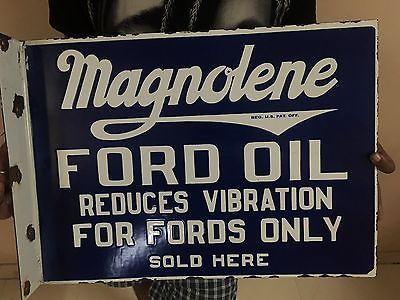 Magnolene
REG. U.S. PAT. OFF.
FORD OIL
REDUCES VIBRATION
FOR FORDS ONLY
SOLD HERE